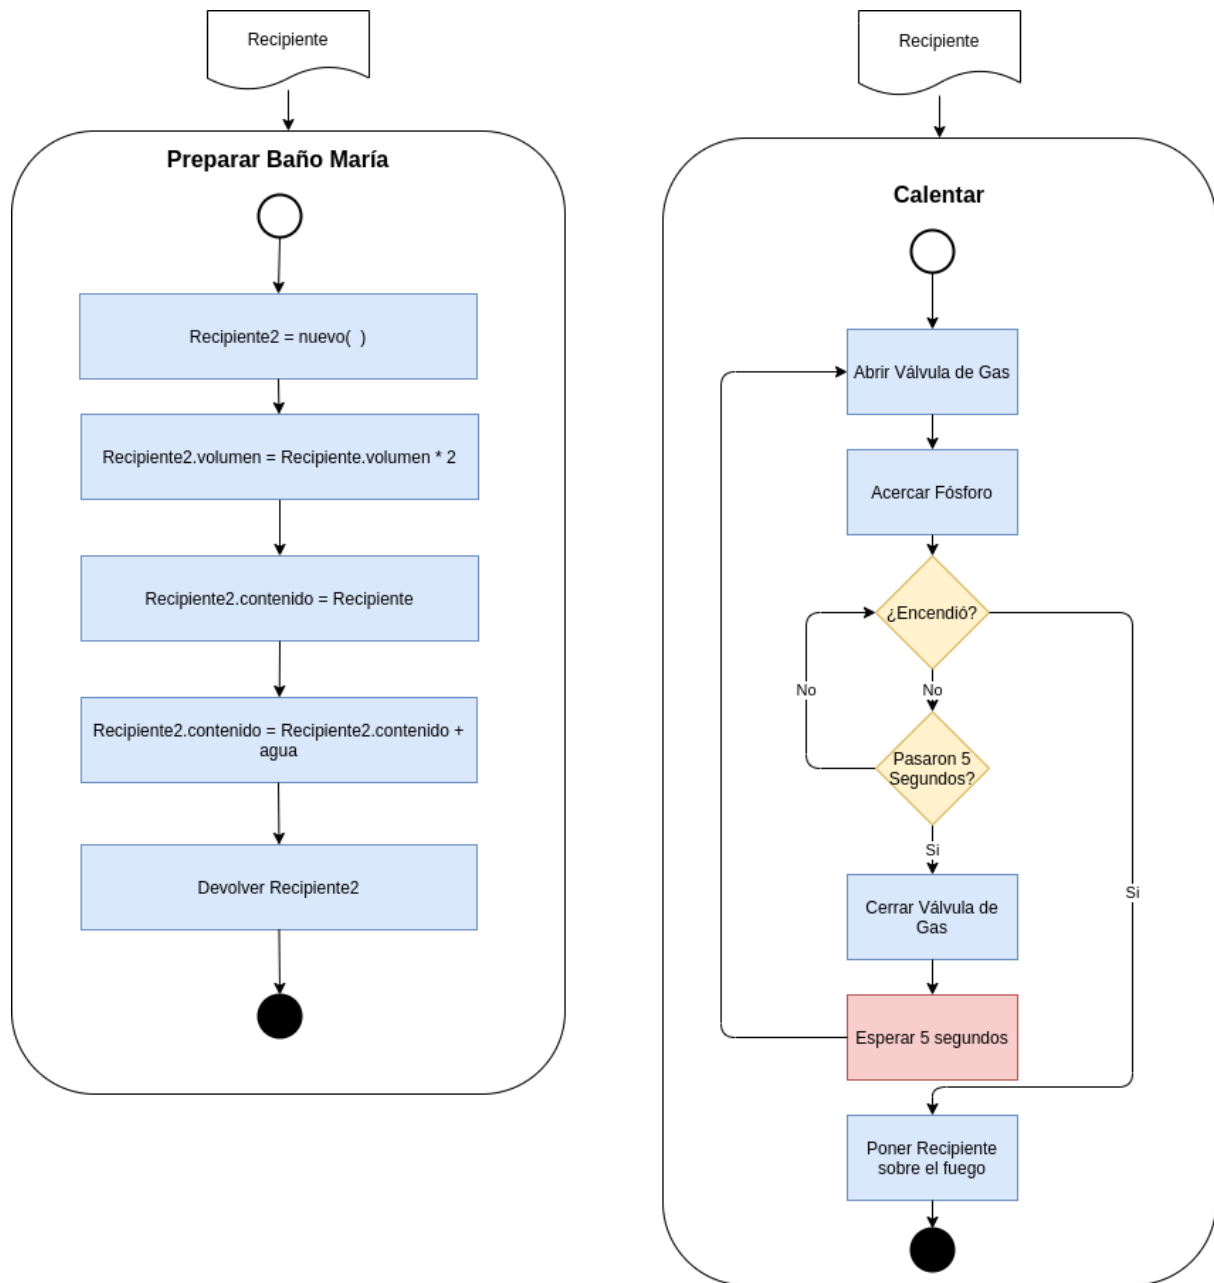 Recipiente
Preparar Baño María
Recipiente2 = nuevo(  )
Recipiente2.volumen = Recipiente.volumen * 2
Recipiente2.contenido = Recipiente
Recipiente2.contenido = Recipiente2.contenido +
agua
Devolver Recipiente2
Recipiente
Calentar
Abrir Válvula de Gas
Acercar Fósforo
¿Encendió?
No
No
Pasaron 5
Segundos?
Si
Si
Cerrar Válvula de
Gas
Esperar 5 segundos
Poner Recipiente
sobre el fuego